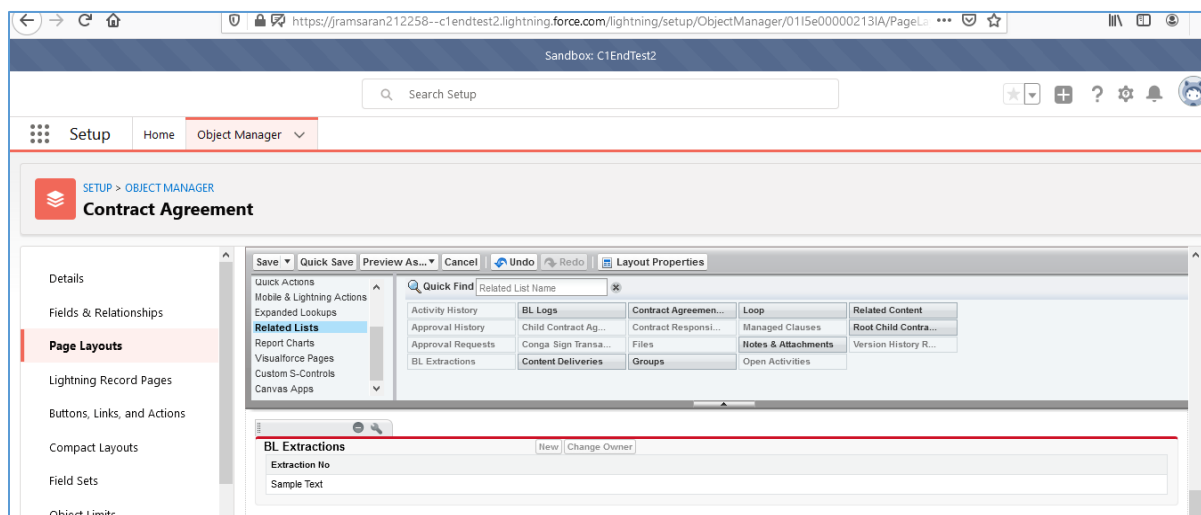 https://jramsaran212258--c1endtest2.lightning.force.com/lightning/setup/ObjectManager/01I5e00000213IA/PageLa
Sandbox: C1EndTest2
Search Setup
Setup Home Object Manager
SETUP > OBJECT MANAGER
Contract Agreement
Details
Fields & Relationships
Page Layouts
Lightning Record Pages
Buttons, Links, and Actions
Compact Layouts
Field Sets
Object Limits
Save Quick Save Preview As... Cancel Undo Redo Layout Properties
Quick Actions
Mobile & Lightning Actions
Expanded Lookups
Related Lists
Report Charts
Visualforce Pages
Custom S-Controls
Canvas Apps
Quick Find Related List Name
Activity History BL Logs Contract Agreemen... Loop Related Content
Approval History Child Contract Ag... Contract Responsi... Managed Clauses Root Child Contra...
Approval Requests Conga Sign Transa... Files Notes & Attachments Version History R...
BL Extractions Content Deliveries Groups Open Activities
BL Extractions New Change Owner
Extraction No
Sample Text